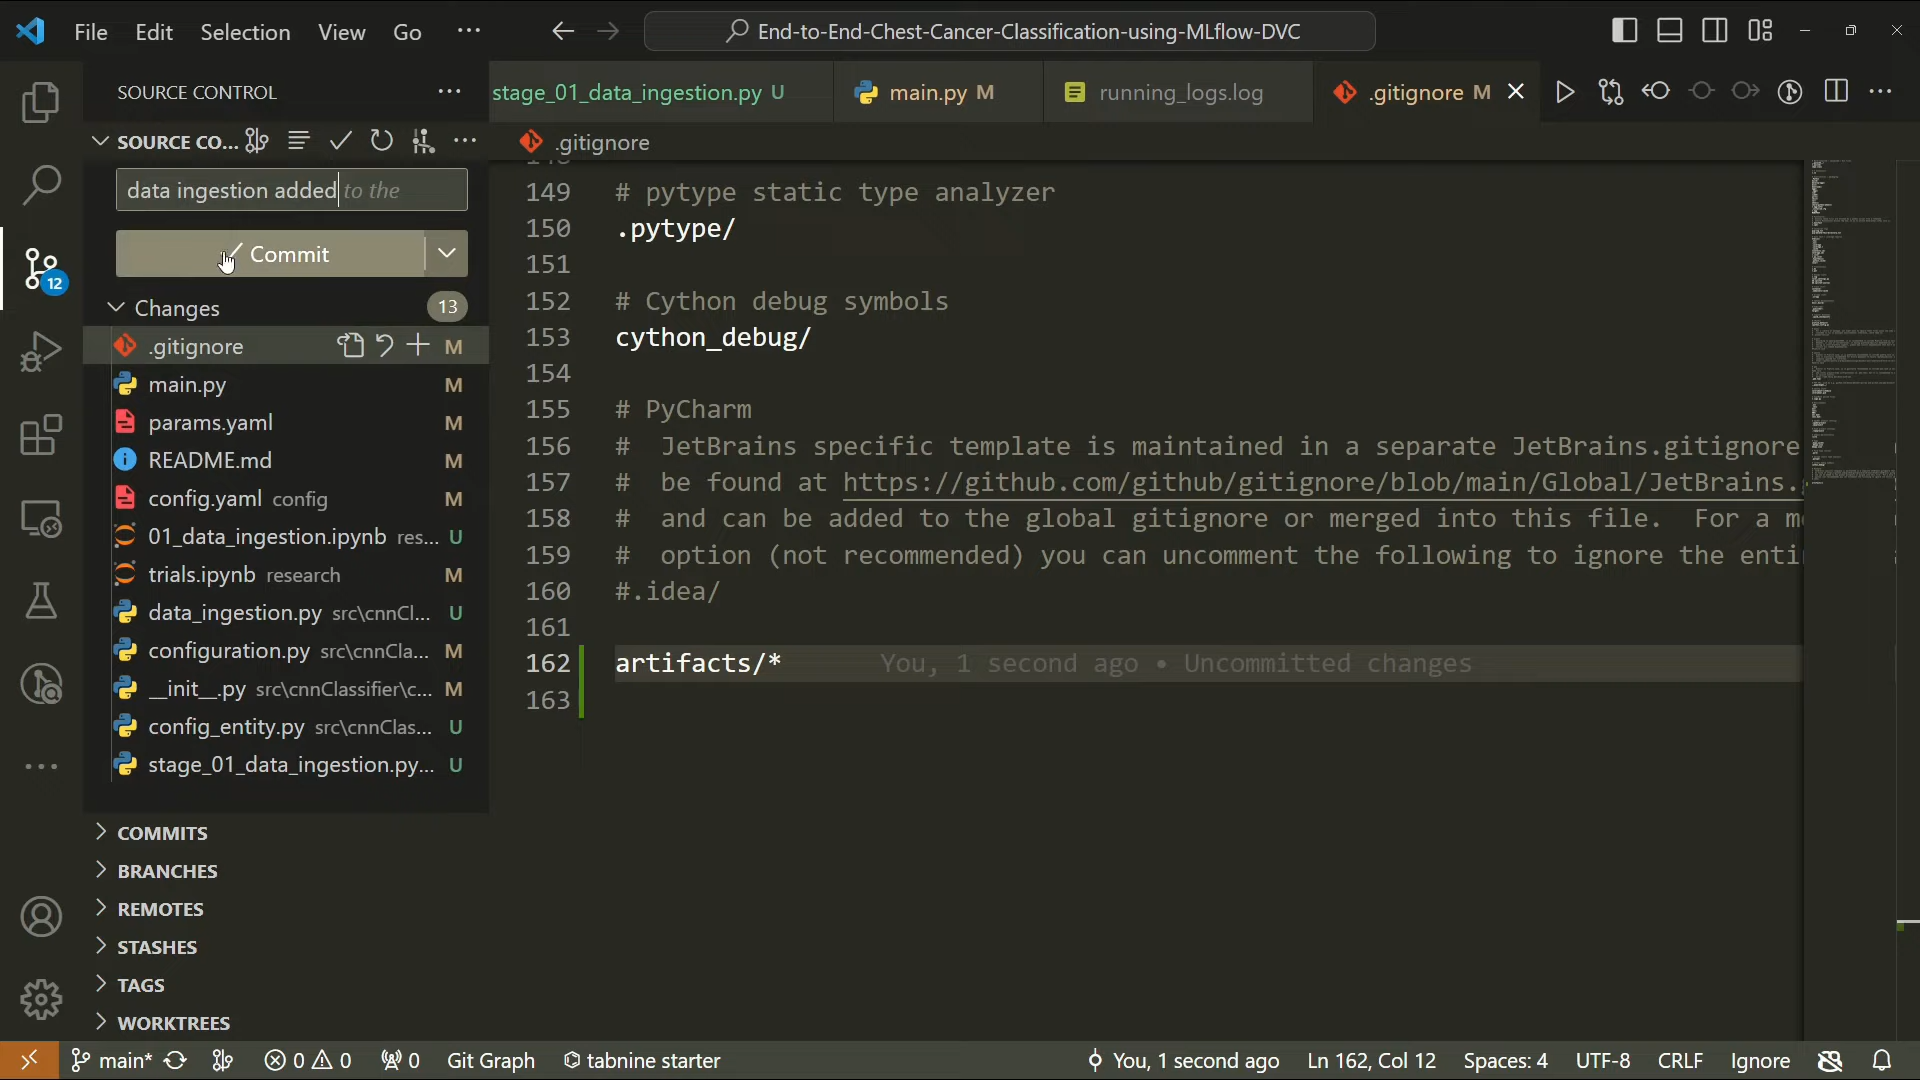 File Edit Selection View Go ···
End-to-End-Chest-Cancer-Classification-using-MLflow-DVC
SOURCE CONTROL
stage_01_data_ingestion.py U
main.py M
running_logs.log
.gitignore M
SOURCE CO...
.gitignore
data ingestion added to the
Commit
12
Changes 13
.gitignore M
main.py M
params.yaml M
README.md M
config.yaml config M
01_data_ingestion.ipynb res... U
trials.ipynb research M
data_ingestion.py src\cnnCl... U
configuration.py src\cnnCla... M
__init__.py src\cnnClassifier\c... M
config_entity.py src\cnnClas... U
stage_01_data_ingestion.py... U
COMMITS
BRANCHES
REMOTES
STASHES
TAGS
WORKTREES
149 # pytype static type analyzer
150 .pytype/
151
152 # Cython debug symbols
153 cython_debug/
154
155 # PyCharm
156 #  JetBrains specific template is maintained in a separate JetBrains.gitignore
157 #  be found at https://github.com/github/gitignore/blob/main/Global/JetBrains.
158 #  and can be added to the global gitignore or merged into this file.  For a m
159 #  option (not recommended) you can uncomment the following to ignore the enti
160 #.idea/
161
162 artifacts/* You, 1 second ago • Uncommitted changes
163
main* 0 0 0 Git Graph tabnine starter You, 1 second ago Ln 162, Col 12 Spaces: 4 UTF-8 CRLF Ignore